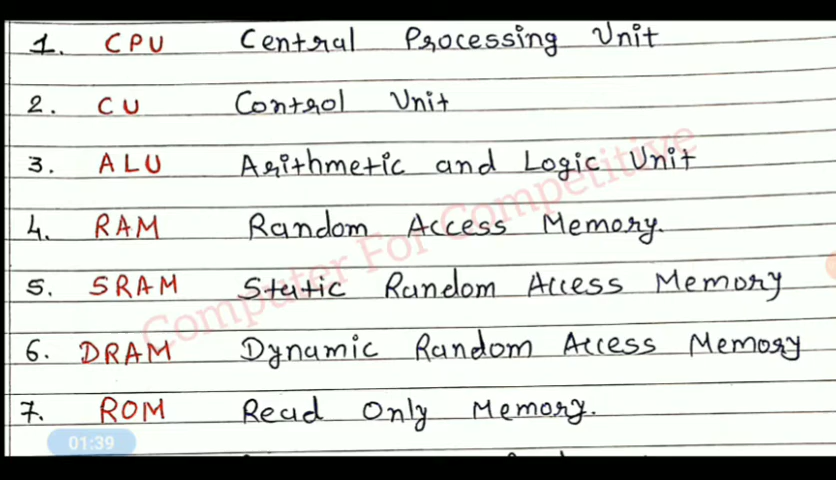 1. CPU Central Processing Unit
2. CU Control Unit
3. ALU Arithmetic and Logic Unit
4. RAM Random Access Memory.
5. SRAM Static Random Access Memory
6. DRAM Dynamic Random Access Memory
7. ROM Read Only Memory.
Computer For Competitive
01:39